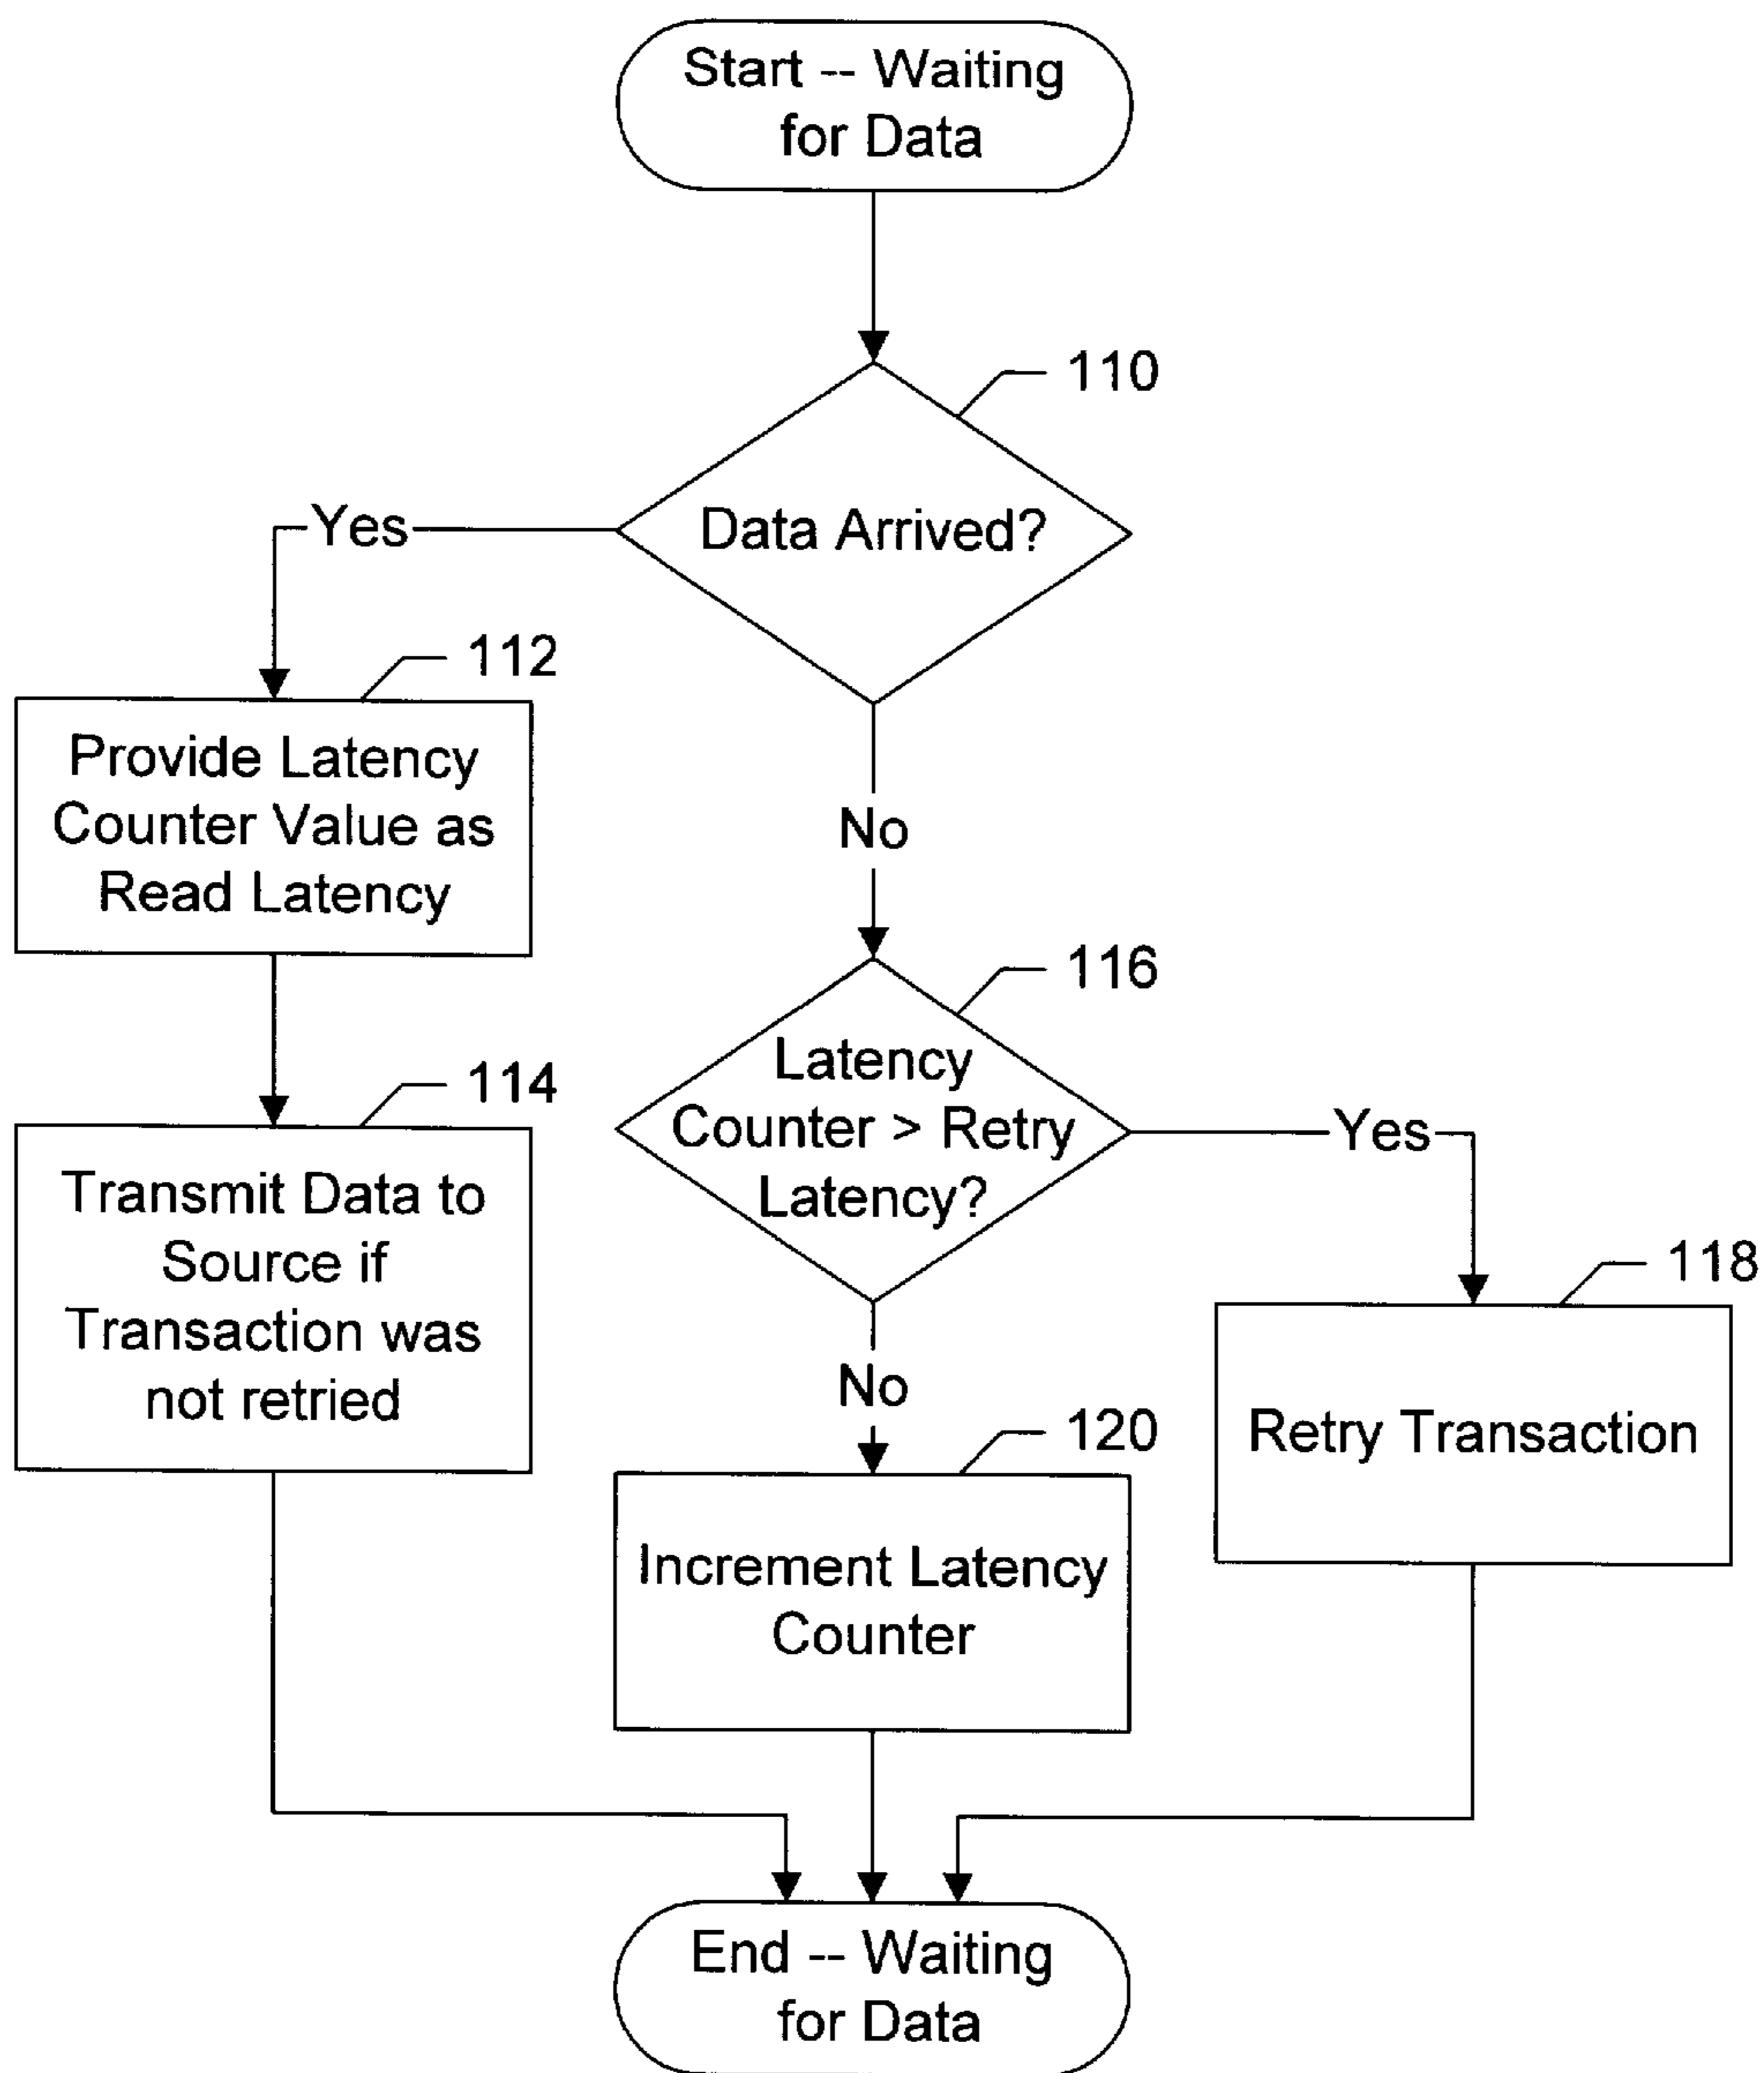 Start -- Waiting
for Data
110
Data Arrived?
Yes
112
Provide Latency
Counter Value as
Read Latency
No
116
Latency
Counter > Retry
Latency?
Yes
114
Transmit Data to
Source if
Transaction was
not retried
118
Retry Transaction
No
120
Increment Latency
Counter
End -- Waiting
for Data